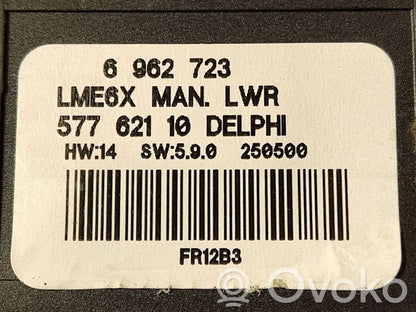 6 962 723
LME6X MAN. LWR
577 621 10 DELPHI
HW:14 SW:5.9.0 250500
FR12B3
Ovoko